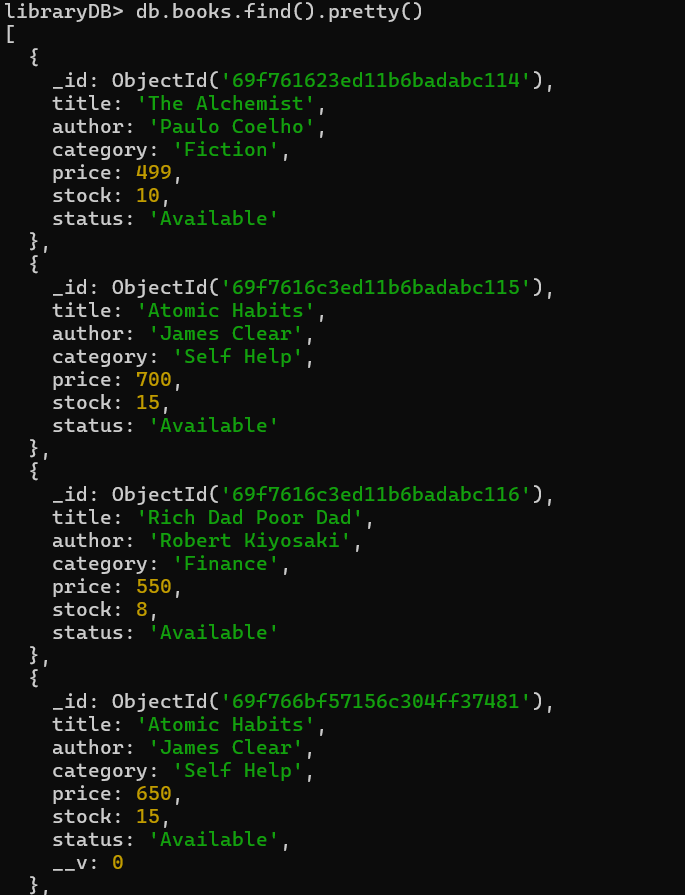 libraryDB> db.books.find().pretty()
[
  {
    _id: ObjectId('69f761623ed11b6badabc114'),
    title: 'The Alchemist',
    author: 'Paulo Coelho',
    category: 'Fiction',
    price: 499,
    stock: 10,
    status: 'Available'
  },
  {
    _id: ObjectId('69f7616c3ed11b6badabc115'),
    title: 'Atomic Habits',
    author: 'James Clear',
    category: 'Self Help',
    price: 700,
    stock: 15,
    status: 'Available'
  },
  {
    _id: ObjectId('69f7616c3ed11b6badabc116'),
    title: 'Rich Dad Poor Dad',
    author: 'Robert Kiyosaki',
    category: 'Finance',
    price: 550,
    stock: 8,
    status: 'Available'
  },
  {
    _id: ObjectId('69f766bf57156c304ff37481'),
    title: 'Atomic Habits',
    author: 'James Clear',
    category: 'Self Help',
    price: 650,
    stock: 15,
    status: 'Available',
    __v: 0
  },